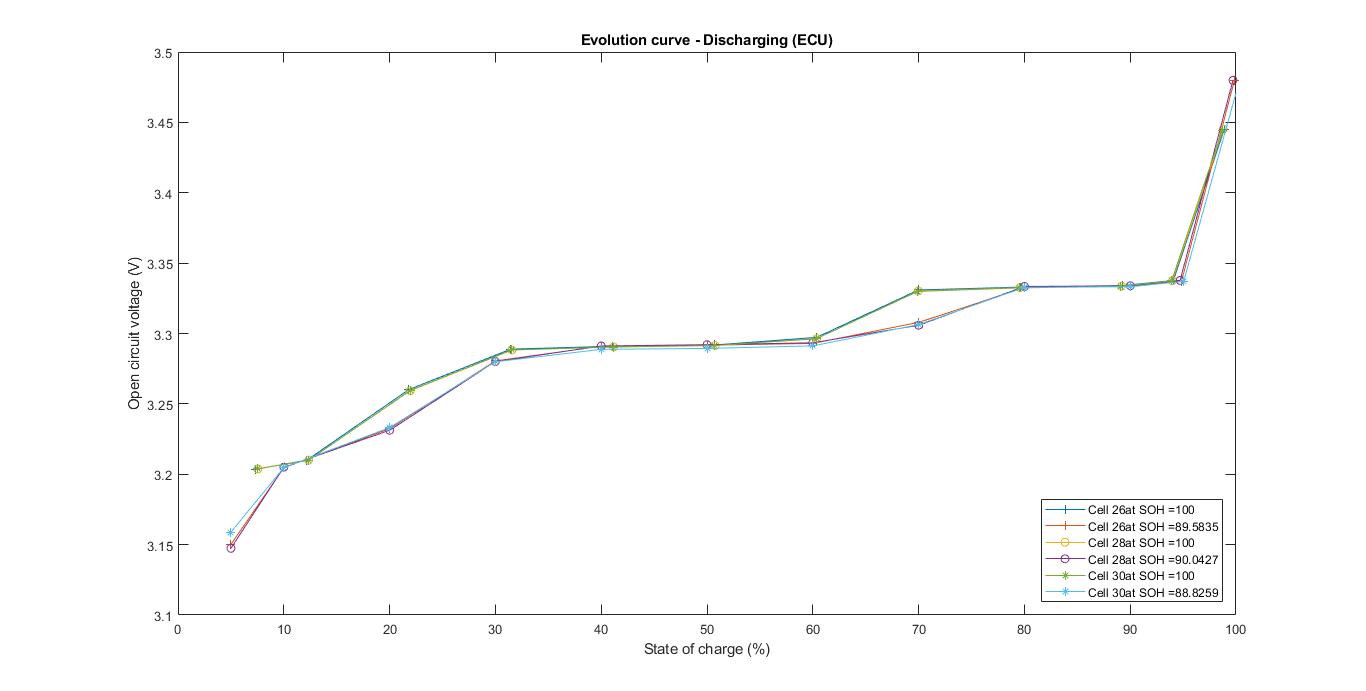 Evolution curve - Discharging (ECU)
3.5
3.45
3.4
3.35
3.3
3.25
3.2
3.15
3.1
Open circuit voltage (V)
0 10 20 30 40 50 60 70 80 90 100
State of charge (%)
Cell 26at SOH =100
Cell 26at SOH =89.5835
Cell 28at SOH =100
Cell 28at SOH =90.0427
Cell 30at SOH =100
Cell 30at SOH =88.8259